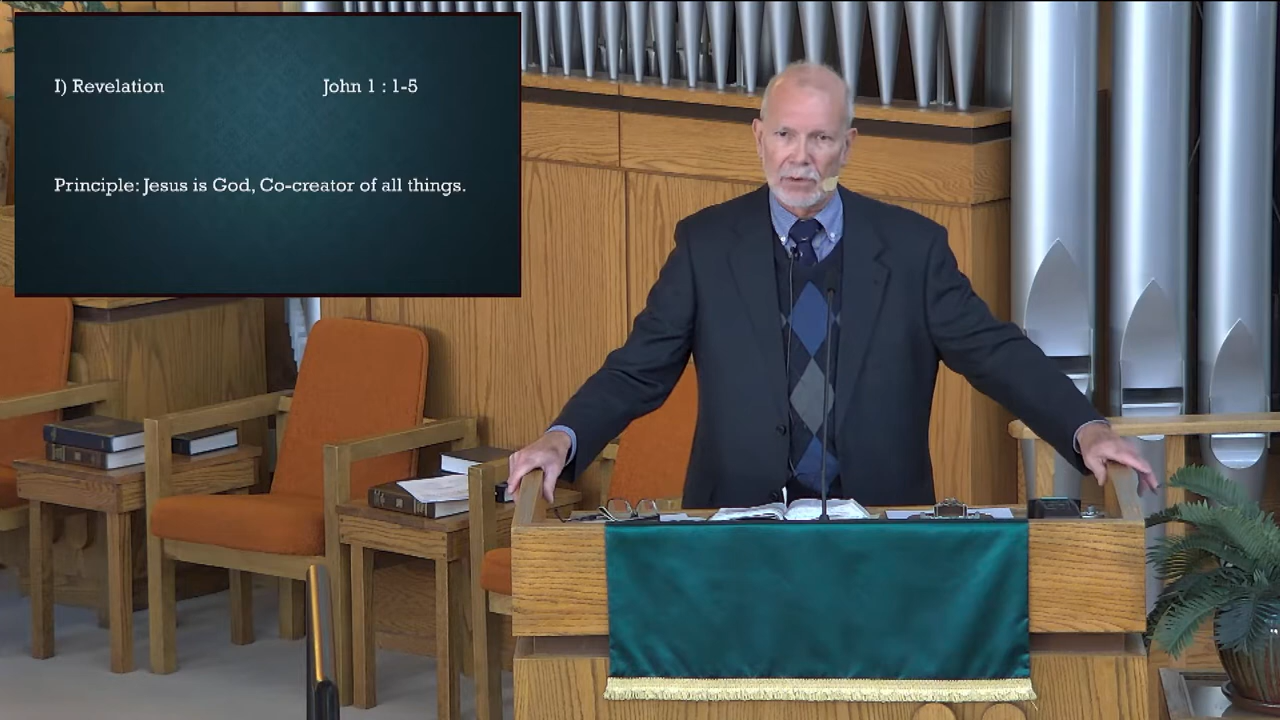 I) Revelation John 1 : 1-5
Principle: Jesus is God, Co-creator of all things.